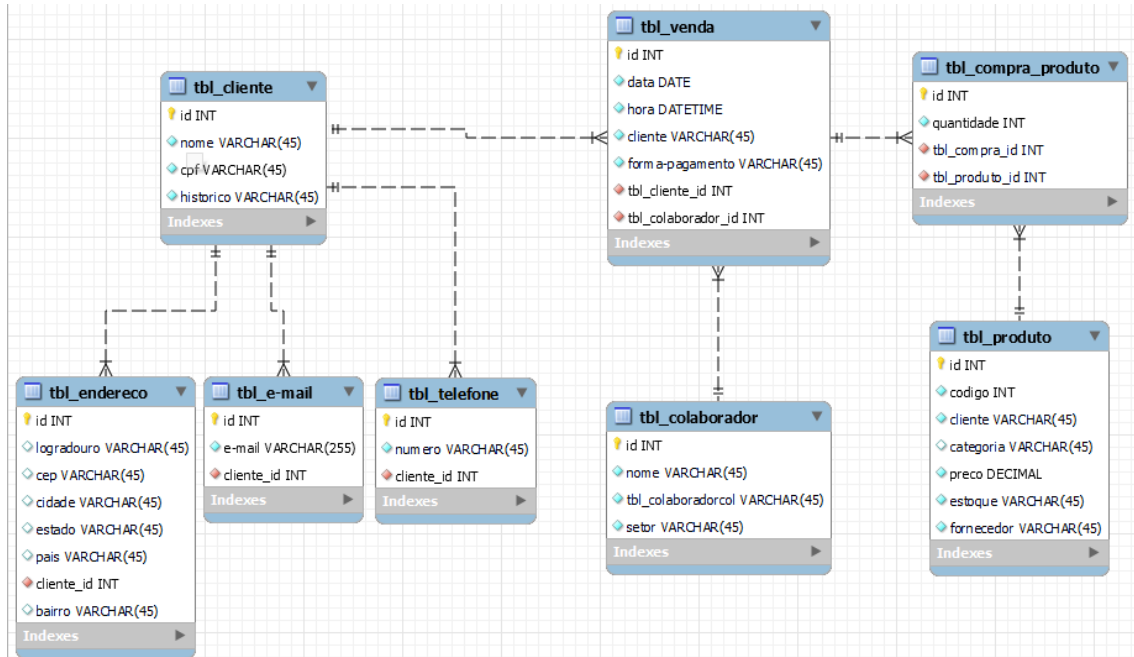 tbl_cliente
id INT
nome VARCHAR(45)
cpf VARCHAR(45)
historico VARCHAR(45)
Indexes
tbl_venda
id INT
data DATE
hora DATETIME
cliente VARCHAR(45)
forma-pagamento VARCHAR(45)
tbl_cliente_id INT
tbl_colaborador_id INT
Indexes
tbl_compra_produto
id INT
quantidade INT
tbl_compra_id INT
tbl_produto_id INT
Indexes
tbl_endereco
id INT
logradouro VARCHAR(45)
cep VARCHAR(45)
cidade VARCHAR(45)
estado VARCHAR(45)
pais VARCHAR(45)
cliente_id INT
bairro VARCHAR(45)
Indexes
tbl_e-mail
id INT
e-mail VARCHAR(255)
cliente_id INT
Indexes
tbl_telefone
id INT
numero VARCHAR(45)
cliente_id INT
Indexes
tbl_colaborador
id INT
nome VARCHAR(45)
tbl_colaboradorcol VARCHAR(45)
setor VARCHAR(45)
Indexes
tbl_produto
id INT
codigo INT
cliente VARCHAR(45)
categoria VARCHAR(45)
preco DECIMAL
estoque VARCHAR(45)
fornecedor VARCHAR(45)
Indexes